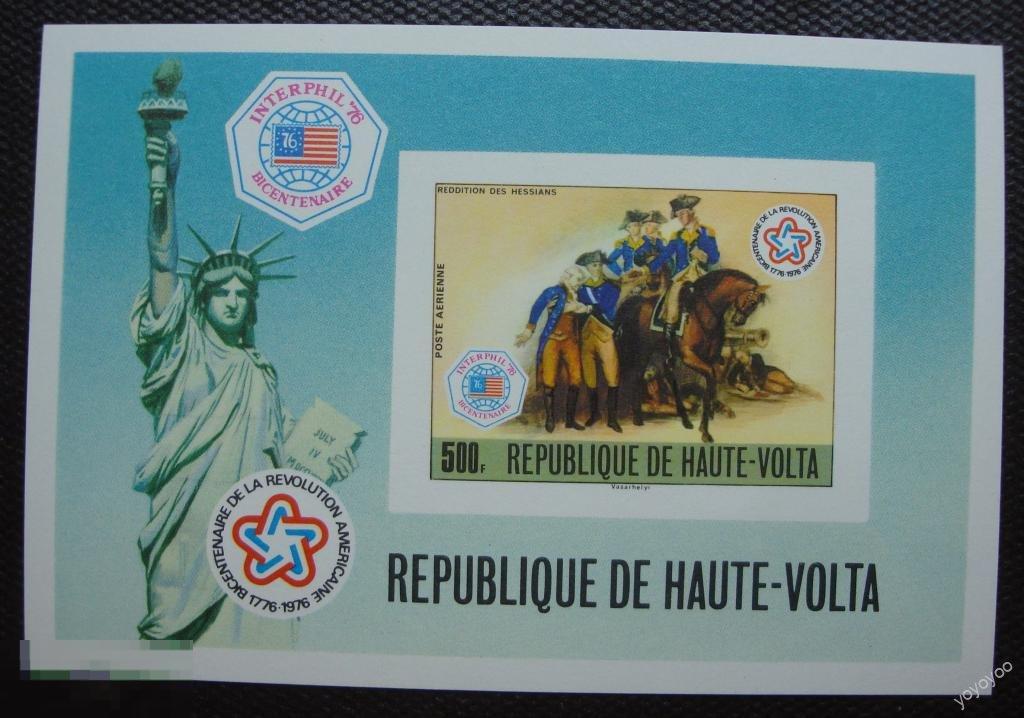 INTERPHIL '76
76
BICENTENAIRE
REDDITION DES HESSIANS
BICENTENAIRE DE LA REVOLUTION AMERICAINE
1776-1976
POSTE AERIENNE
INTERPHIL '76
76
BICENTENAIRE
500F REPUBLIQUE DE HAUTE-VOLTA
Vasarhelyi
JULY
IV
BICENTENAIRE DE LA REVOLUTION AMERICAINE
1776-1976
REPUBLIQUE DE HAUTE-VOLTA
yoyoyoo